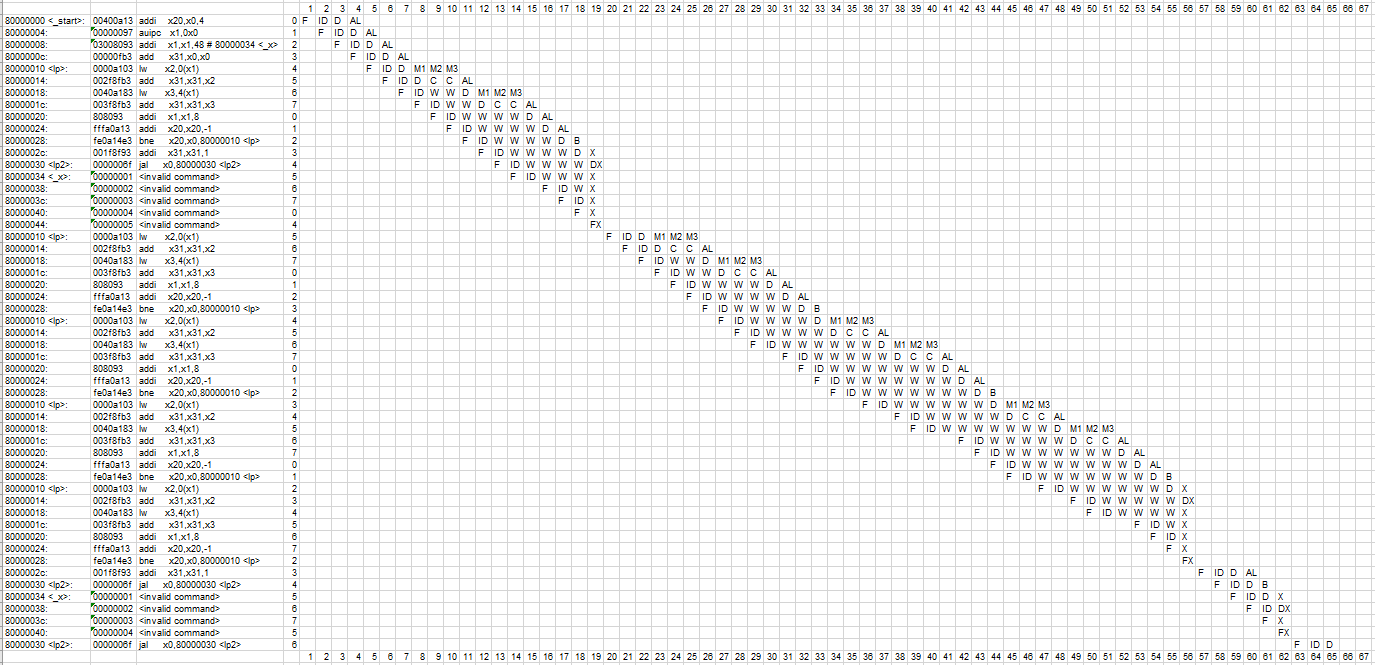 1 2 3 4 5 6 7 8 9 10 11 12 13 14 15 16 17 18 19 20 21 22 23 24 25 26 27 28 29 30 31 32 33 34 35 36 37 38 39 40 41 42 43 44 45 46 47 48 49 50 51 52 53 54 55 56 57 58 59 60 61 62 63 64 65 66 67
80000000 <_start>: 00400a13 addi x20,x0,4 0 F ID D AL
80000004: 00000097 auipc x1,0x0 1 F ID D AL
80000008: 03008093 addi x1,x1,48 # 80000034 <_x> 2 F ID D AL
8000000c: 00000fb3 add x31,x0,x0 3 F ID D AL
80000010 <lp>: 0000a103 lw x2,0(x1) 4 F ID D M1 M2 M3
80000014: 002f8fb3 add x31,x31,x2 5 F ID D C C AL
80000018: 0040a183 lw x3,4(x1) 6 F ID W W D M1 M2 M3
8000001c: 003f8fb3 add x31,x31,x3 7 F ID W W D C C AL
80000020: 808093 addi x1,x1,8 0 F ID W W W W D AL
80000024: fffa0a13 addi x20,x20,-1 1 F ID W W W W D AL
80000028: fe0a14e3 bne x20,x0,80000010 <lp> 2 F ID W W W W D B
8000002c: 001f8f93 addi x31,x31,1 3 F ID W W W W D X
80000030 <lp2>: 0000006f jal x0,80000030 <lp2> 4 F ID W W W W DX
80000034 <_x>: 00000001 <invalid command> 5 F ID W W W X
80000038: 00000002 <invalid command> 6 F ID W X
8000003c: 00000003 <invalid command> 7 F ID X
80000040: 00000004 <invalid command> 0 F X
80000044: 00000005 <invalid command> 4 FX
80000010 <lp>: 0000a103 lw x2,0(x1) 5 F ID D M1 M2 M3
80000014: 002f8fb3 add x31,x31,x2 6 F ID D C C AL
80000018: 0040a183 lw x3,4(x1) 7 F ID W W D M1 M2 M3
8000001c: 003f8fb3 add x31,x31,x3 0 F ID W W D C C AL
80000020: 808093 addi x1,x1,8 1 F ID W W W W D AL
80000024: fffa0a13 addi x20,x20,-1 2 F ID W W W W D AL
80000028: fe0a14e3 bne x20,x0,80000010 <lp> 3 F ID W W W W D B
80000010 <lp>: 0000a103 lw x2,0(x1) 4 F ID W W W W D M1 M2 M3
80000014: 002f8fb3 add x31,x31,x2 5 F ID W W W W D C C AL
80000018: 0040a183 lw x3,4(x1) 6 F ID W W W W W W D M1 M2 M3
8000001c: 003f8fb3 add x31,x31,x3 7 F ID W W W W W D C C AL
80000020: 808093 addi x1,x1,8 0 F ID W W W W W W W D AL
80000024: fffa0a13 addi x20,x20,-1 1 F ID W W W W W W W D AL
80000028: fe0a14e3 bne x20,x0,80000010 <lp> 2 F ID W W W W W W W D B
80000010 <lp>: 0000a103 lw x2,0(x1) 3 F ID W W W W W W D M1 M2 M3
80000014: 002f8fb3 add x31,x31,x2 4 F ID W W W W W D C C AL
80000018: 0040a183 lw x3,4(x1) 5 F ID W W W W W W W D M1 M2 M3
8000001c: 003f8fb3 add x31,x31,x3 6 F ID W W W W W D C C AL
80000020: 808093 addi x1,x1,8 7 F ID W W W W W W W D AL
80000024: fffa0a13 addi x20,x20,-1 0 F ID W W W W W W W D AL
80000028: fe0a14e3 bne x20,x0,80000010 <lp> 1 F ID W W W W W W W D B
80000010 <lp>: 0000a103 lw x2,0(x1) 2 F ID W W W W W W D X
80000014: 002f8fb3 add x31,x31,x2 3 F ID W W W W W DX
80000018: 0040a183 lw x3,4(x1) 4 F ID W W W W X
8000001c: 003f8fb3 add x31,x31,x3 5 F ID W X
80000020: 808093 addi x1,x1,8 6 F ID X
80000024: fffa0a13 addi x20,x20,-1 7 F X
80000028: fe0a14e3 bne x20,x0,80000010 <lp> 2 FX
8000002c: 001f8f93 addi x31,x31,1 3 F ID D AL
80000030 <lp2>: 0000006f jal x0,80000030 <lp2> 4 F ID D B
80000034 <_x>: 00000001 <invalid command> 5 F ID D X
80000038: 00000002 <invalid command> 6 F ID DX
8000003c: 00000003 <invalid command> 7 F X
80000040: 00000004 <invalid command> 5 FX
80000030 <lp2>: 0000006f jal x0,80000030 <lp2> 6 F ID D
1 2 3 4 5 6 7 8 9 10 11 12 13 14 15 16 17 18 19 20 21 22 23 24 25 26 27 28 29 30 31 32 33 34 35 36 37 38 39 40 41 42 43 44 45 46 47 48 49 50 51 52 53 54 55 56 57 58 59 60 61 62 63 64 65 66 67